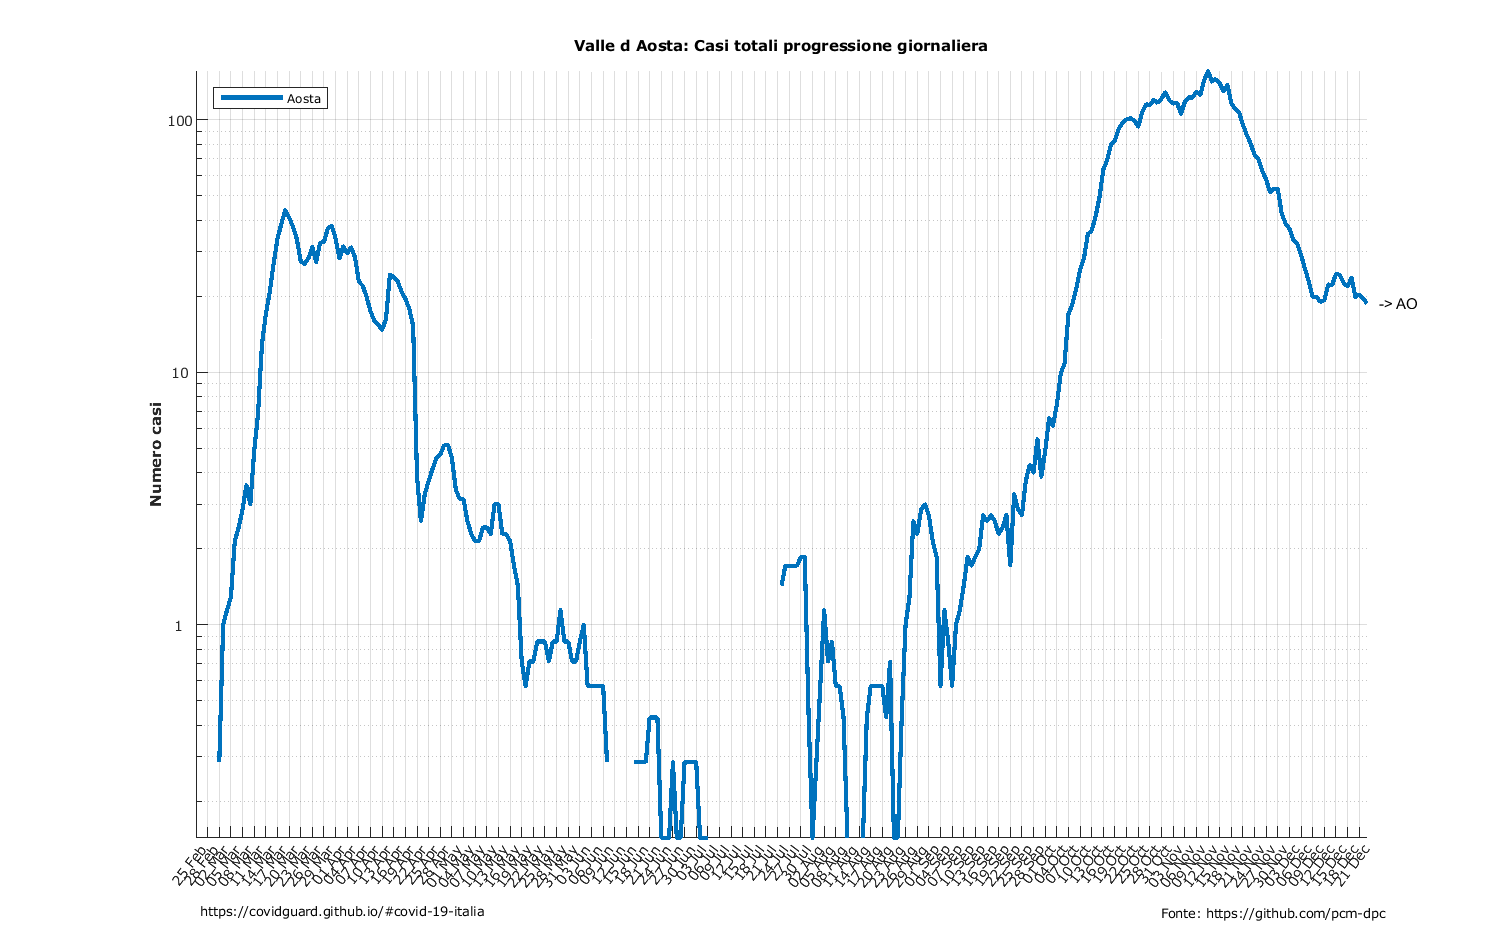 Valle d Aosta: Casi totali progressione giornaliera
Aosta
100
10
1
Numero casi
-> AO
25 Feb
28 Feb
02 Mar
05 Mar
08 Mar
11 Mar
14 Mar
17 Mar
20 Mar
23 Mar
26 Mar
29 Mar
01 Apr
04 Apr
07 Apr
10 Apr
13 Apr
16 Apr
19 Apr
22 Apr
25 Apr
28 Apr
01 May
04 May
07 May
10 May
13 May
16 May
19 May
22 May
25 May
28 May
31 May
03 Jun
06 Jun
09 Jun
12 Jun
15 Jun
18 Jun
21 Jun
24 Jun
27 Jun
30 Jun
03 Jul
06 Jul
09 Jul
12 Jul
15 Jul
18 Jul
21 Jul
24 Jul
27 Jul
30 Jul
02 Aug
05 Aug
08 Aug
11 Aug
14 Aug
17 Aug
20 Aug
23 Aug
26 Aug
29 Aug
01 Sep
04 Sep
07 Sep
10 Sep
13 Sep
16 Sep
19 Sep
22 Sep
25 Sep
28 Sep
01 Oct
04 Oct
07 Oct
10 Oct
13 Oct
16 Oct
19 Oct
22 Oct
25 Oct
28 Oct
31 Oct
03 Nov
06 Nov
09 Nov
12 Nov
15 Nov
18 Nov
21 Nov
24 Nov
27 Nov
30 Nov
03 Dec
06 Dec
09 Dec
12 Dec
15 Dec
18 Dec
21 Dec
https://covidguard.github.io/#covid-19-italia
Fonte: https://github.com/pcm-dpc